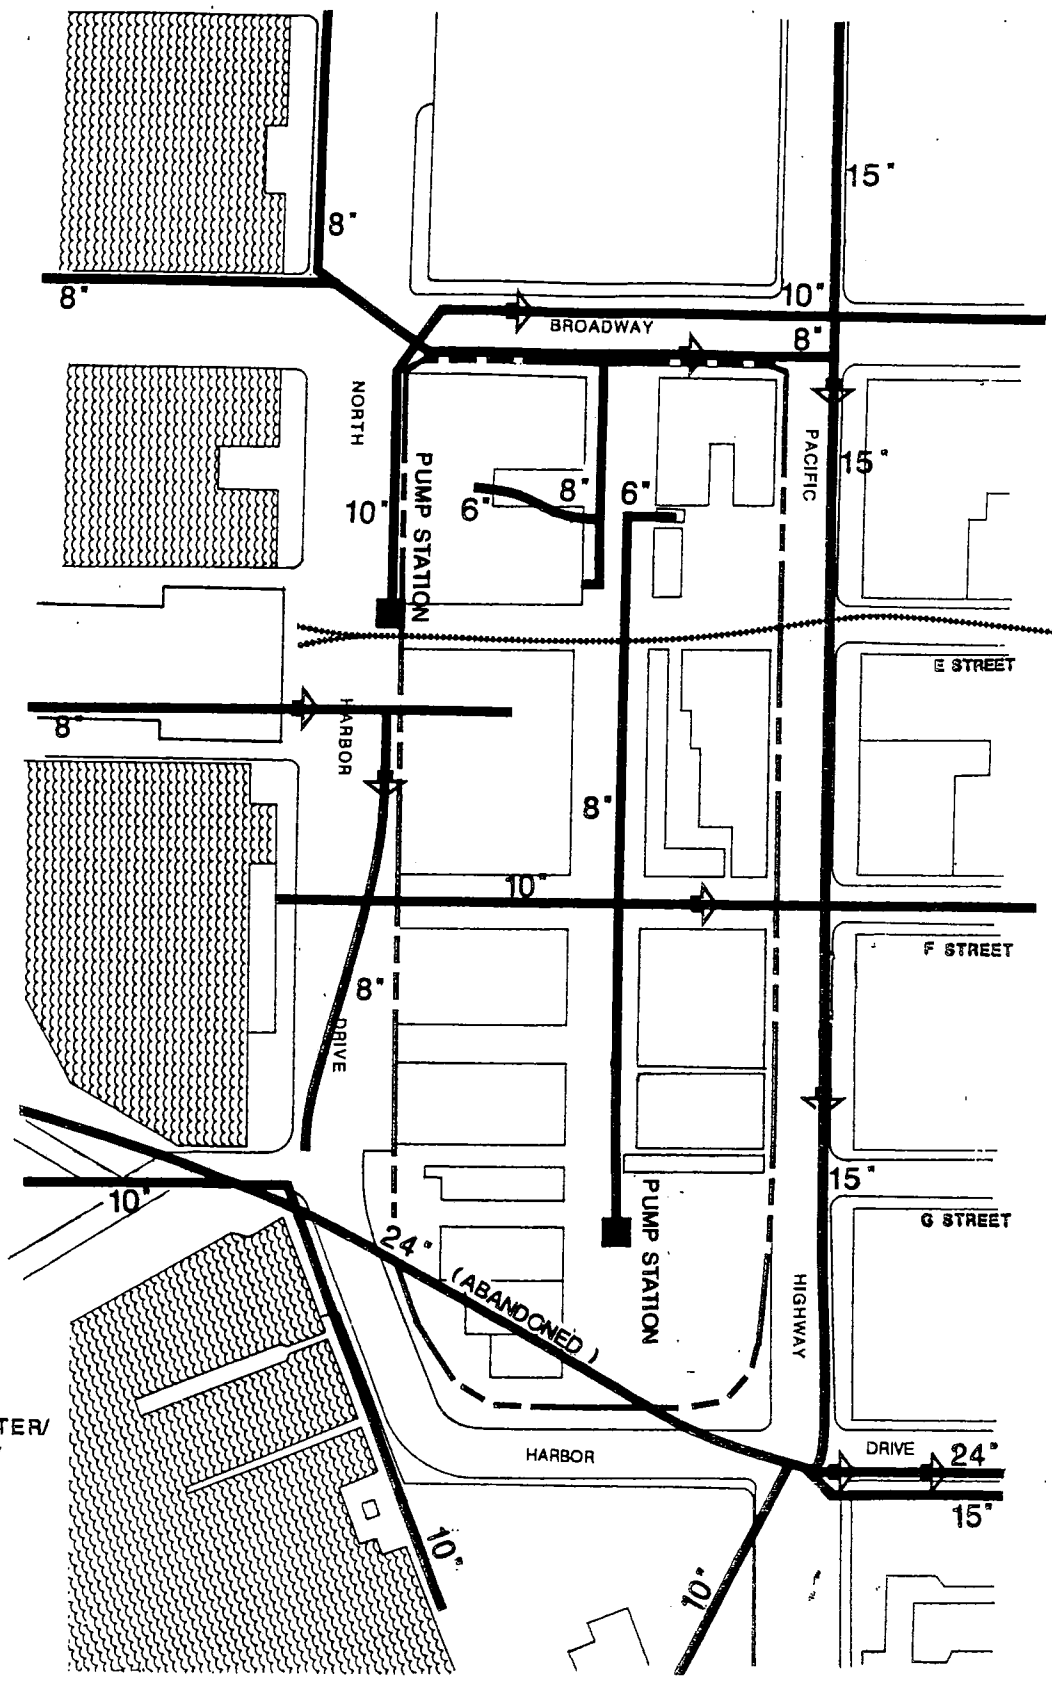 15"
8"
8"
10"
BROADWAY
8"
NORTH
PACIFIC
15"
PUMP STATION
10"
6"
8"
6"
E STREET
8"
HARBOR
8"
10"
F STREET
8"
DRIVE
15"
10"
PUMP STATION
G STREET
24"
(ABANDONED)
HIGHWAY
TER/
HARBOR
DRIVE
24"
15"
10"
10"